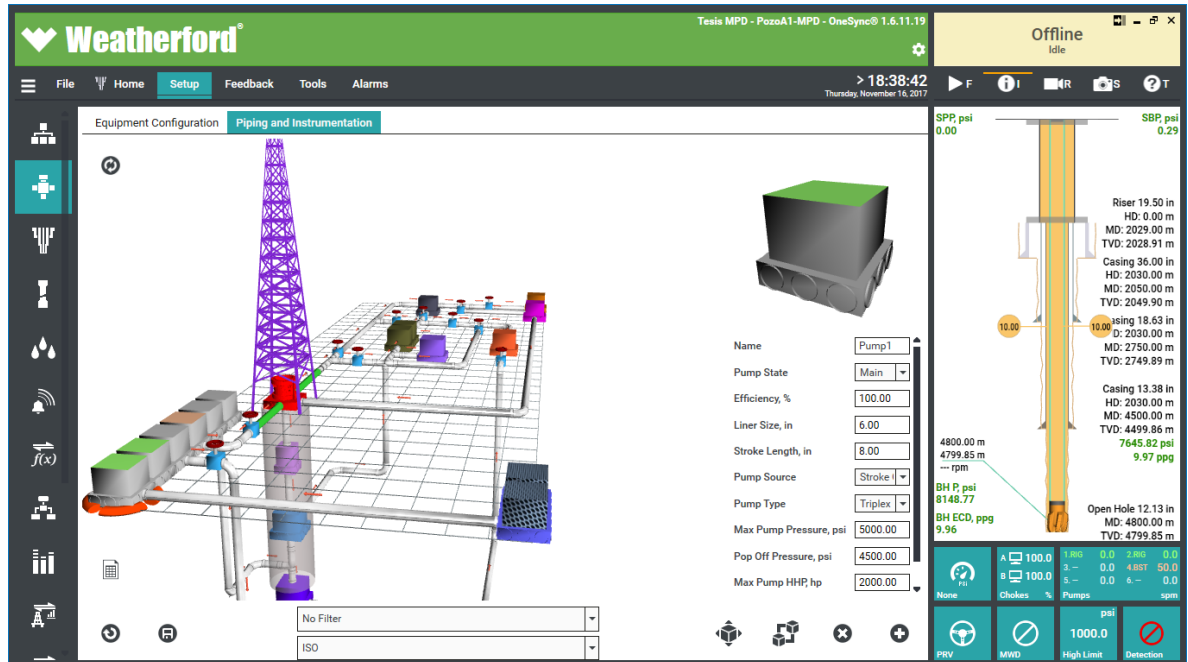 Weatherford®
Tesis MPD - PozoA1-MPD - OneSync® 1.6.11.19
Offline
Idle
File
Home
Setup
Feedback
Tools
Alarms
> 18:38:42
Thursday, November 16, 2017
F
I
R
S
T
Equipment Configuration
Piping and Instrumentation
Name
Pump1
Pump State
Main
Efficiency, %
100.00
Liner Size, in
6.00
Stroke Length, in
8.00
Pump Source
Stroke
Pump Type
Triplex
Max Pump Pressure, psi
5000.00
Pop Off Pressure, psi
4500.00
Max Pump HHP, hp
2000.00
f(x)
No Filter
ISO
SPP, psi
0.00
SBP, psi
0.29
Riser 19.50 in
HD: 0.00 m
MD: 2029.00 m
TVD: 2028.91 m
Casing 36.00 in
HD: 2030.00 m
MD: 2050.00 m
TVD: 2049.90 m
10.00
10.00
asing 18.63 in
D: 2030.00 m
MD: 2750.00 m
TVD: 2749.89 m
Casing 13.38 in
HD: 2030.00 m
MD: 4500.00 m
TVD: 4499.86 m
7645.82 psi
9.97 ppg
4800.00 m
4799.85 m
--- rpm
BH P, psi
8148.77
BH ECD, ppg
9.96
Open Hole 12.13 in
MD: 4800.00 m
TVD: 4799.85 m
PSI
None
A 100.0
B 100.0
Chokes %
1.RIG 0.0 2.RIG 0.0
3. -- 0.0 4.BST 50.0
5. -- 0.0 6. -- 0.0
Pumps spm
PRV
MWD
psi
1000.0
High Limit
Detection